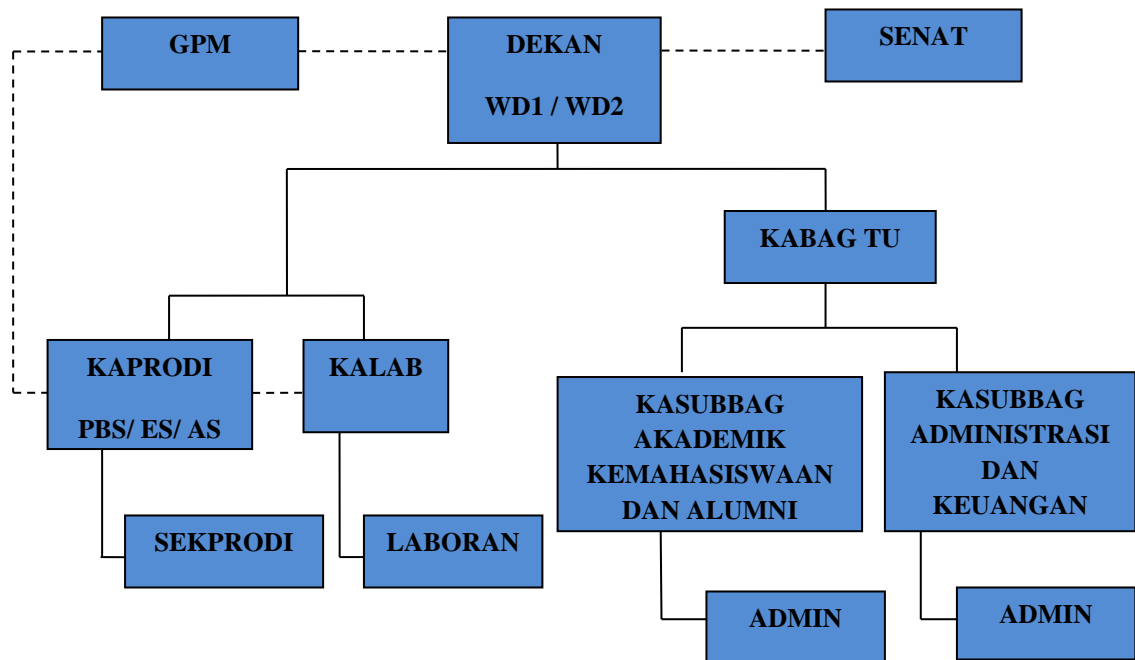 GPM
DEKAN
WD1 / WD2
SENAT
KABAG TU
KAPRODI
PBS/ ES/ AS
KALAB
KASUBBAG
AKADEMIK
KEMAHASISWAAN
DAN ALUMNI
KASUBBAG
ADMINISTRASI
DAN
KEUANGAN
SEKPRODI
LABORAN
ADMIN
ADMIN